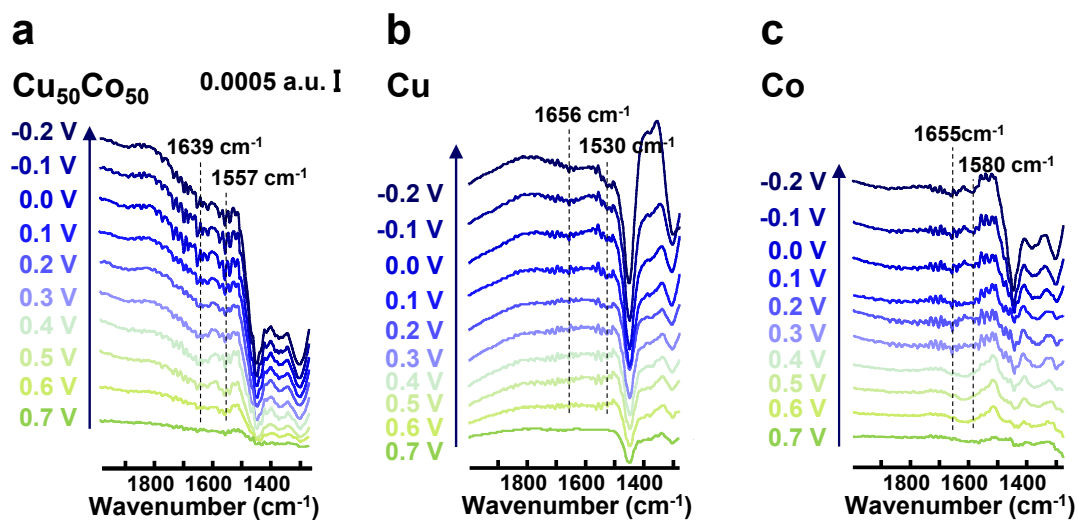 a
Cu₅₀Co₅₀ 0.0005 a.u.
-0.2 V
-0.1 V
0.0 V
0.1 V
0.2 V
0.3 V
0.4 V
0.5 V
0.6 V
0.7 V
1639 cm⁻¹
1557 cm⁻¹
1800 1600 1400
Wavenumber (cm⁻¹)
b
Cu
1656 cm⁻¹
1530 cm⁻¹
-0.2 V
-0.1 V
0.0 V
0.1 V
0.2 V
0.3 V
0.4 V
0.5 V
0.6 V
0.7 V
1800 1600 1400
Wavenumber (cm⁻¹)
c
Co
1655cm⁻¹
1580 cm⁻¹
-0.2 V
-0.1 V
0.0 V
0.1 V
0.2 V
0.3 V
0.4 V
0.5 V
0.6 V
0.7 V
1800 1600 1400
Wavenumber (cm⁻¹)